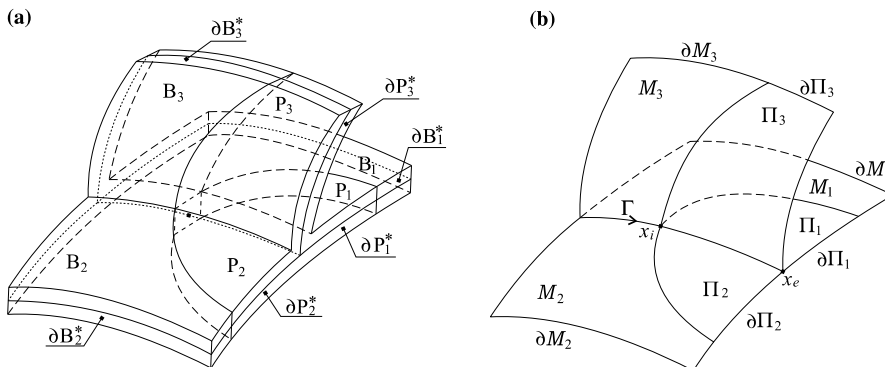 (a)
∂B₃*
B₃
P₃
∂P₃*
∂B₁*
B₁
P₁
∂P₁*
B₂
P₂
∂P₂*
∂B₂*
(b)
∂M₃
M₃
∂Π₃
Π₃
∂M
M₁
Γ
Π₁
xᵢ
∂Π₁
xₑ
M₂
Π₂
∂Π₂
∂M₂